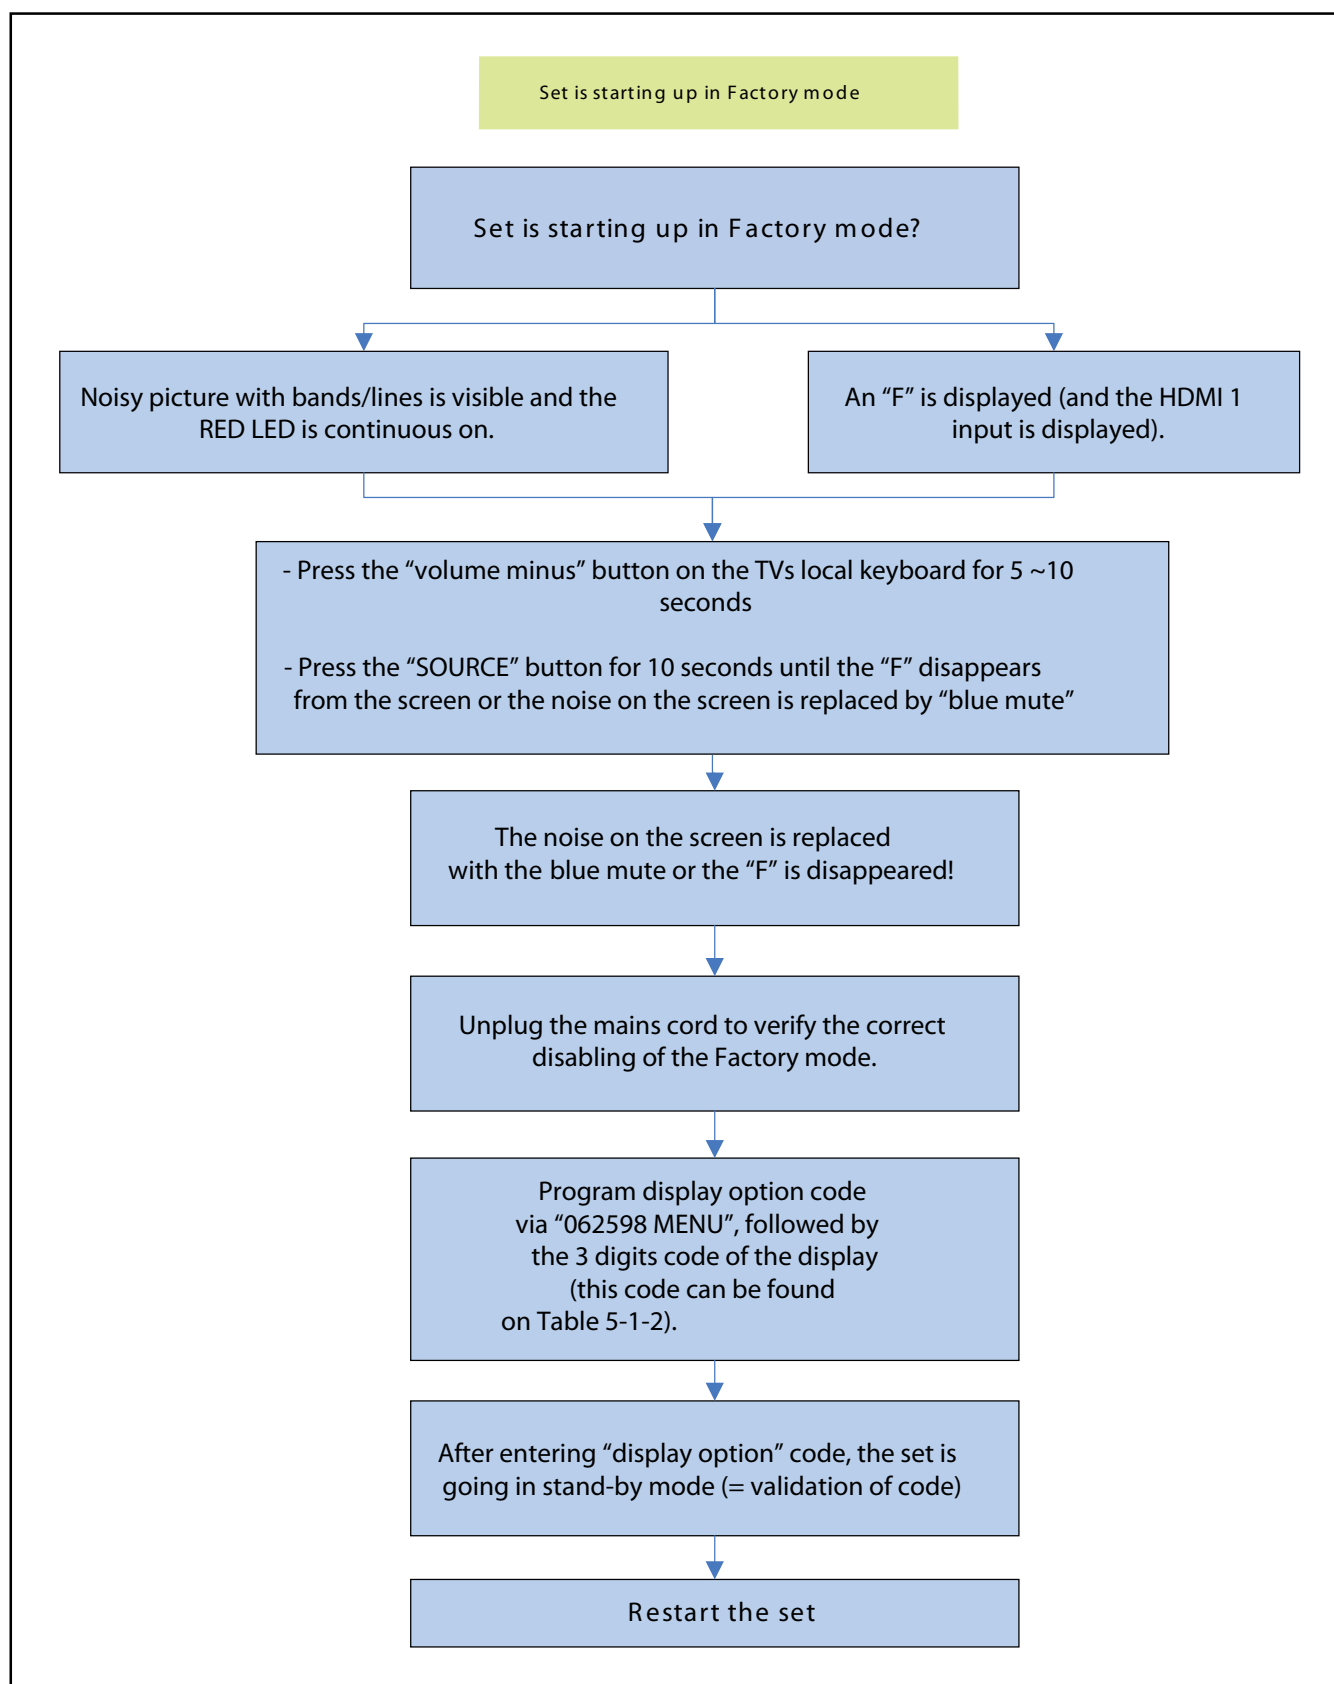 Set is starting up in Factory mode
Set is starting up in Factory mode?
Noisy picture with bands/lines is visible and the
RED LED is continuous on.
An “F” is displayed (and the HDMI 1
input is displayed).
- Press the “volume minus” button on the TVs local keyboard for 5 ~10
seconds
- Press the “SOURCE” button for 10 seconds until the “F” disappears
from the screen or the noise on the screen is replaced by “blue mute”
The noise on the screen is replaced
with the blue mute or the “F” is disappeared!
Unplug the mains cord to verify the correct
disabling of the Factory mode.
Program display option code
via “062598 MENU”, followed by
the 3 digits code of the display
(this code can be found
on Table 5-1-2).
After entering “display option” code, the set is
going in stand-by mode (= validation of code)
Restart the set